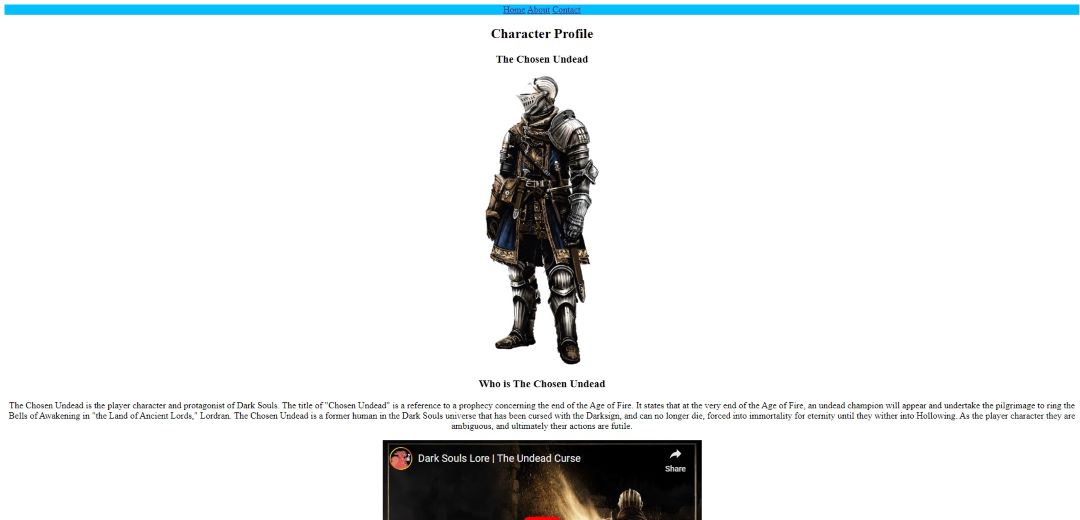 Home About Contact
Character Profile
The Chosen Undead
Who is The Chosen Undead
The Chosen Undead is the player character and protagonist of Dark Souls. The title of "Chosen Undead" is a reference to a prophecy concerning the end of the Age of Fire. It states that at the very end of the Age of Fire, an undead champion will appear and undertake the pilgrimage to ring the
Bells of Awakening in "the Land of Ancient Lords," Lordran. The Chosen Undead is a former human in the Dark Souls universe that has been cursed with the Darksign, and can no longer die, forced into immortality for eternity until they wither into Hollowing. As the player character they are
ambiguous, and ultimately their actions are futile.
Dark Souls Lore | The Undead Curse
Share